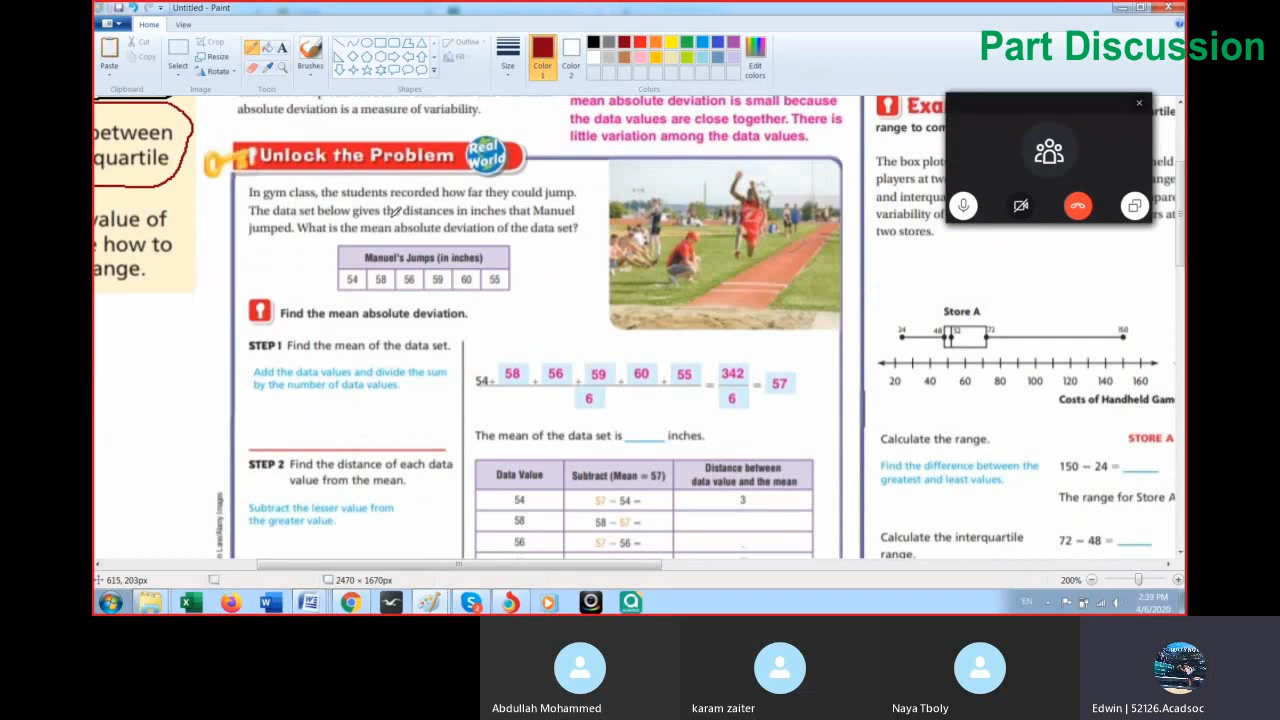 Untitled - Paint
Part Discussion
Home View
Paste
Cut
Copy
Clipboard
Select
Crop
Resize
Rotate
Image
Tools
Brushes
Shapes
Outline
Fill
Size
Color 1
Color 2
Edit colors
Colors
between
quartile
value of
how to
ange.
absolute deviation is a measure of variability.
mean absolute deviation is small because
the data values are close together. There is
little variation among the data values.
Unlock the Problem
Real World
In gym class, the students recorded how far they could jump.
The data set below gives the distances in inches that Manuel
jumped. What is the mean absolute deviation of the data set?
Manuel's Jumps (in inches)
54 58 56 59 60 55
Find the mean absolute deviation.
STEP 1 Find the mean of the data set.
Add the data values and divide the sum
by the number of data values.
54+ 58 + 56 + 59 + 60 + 55 = 342 = 57
6 6
The mean of the data set is ______ inches.
STEP 2 Find the distance of each data
value from the mean.
Subtract the lesser value from
the greater value.
Data Value Subtract (Mean = 57) Distance between data value and the mean
54 57 − 54 = 3
58 58 − 57 =
56 57 − 56 =
Exa
range to com
The box plot
players at tw
and interqua
variability of
two stores.
Store A
24 48 52 72 150
20 40 60 80 100 120 140 160
Costs of Handheld Gam
Calculate the range. STORE A
Find the difference between the
greatest and least values.
150 − 24 = _____
The range for Store A
Calculate the interquartile
range.
72 − 48 = _____
615, 203px
2470 × 1670px
200%
EN
2:39 PM
4/6/2020
Abdullah Mohammed
karam zaiter
Naya Tboly
Edwin | 52126.Acadsoc